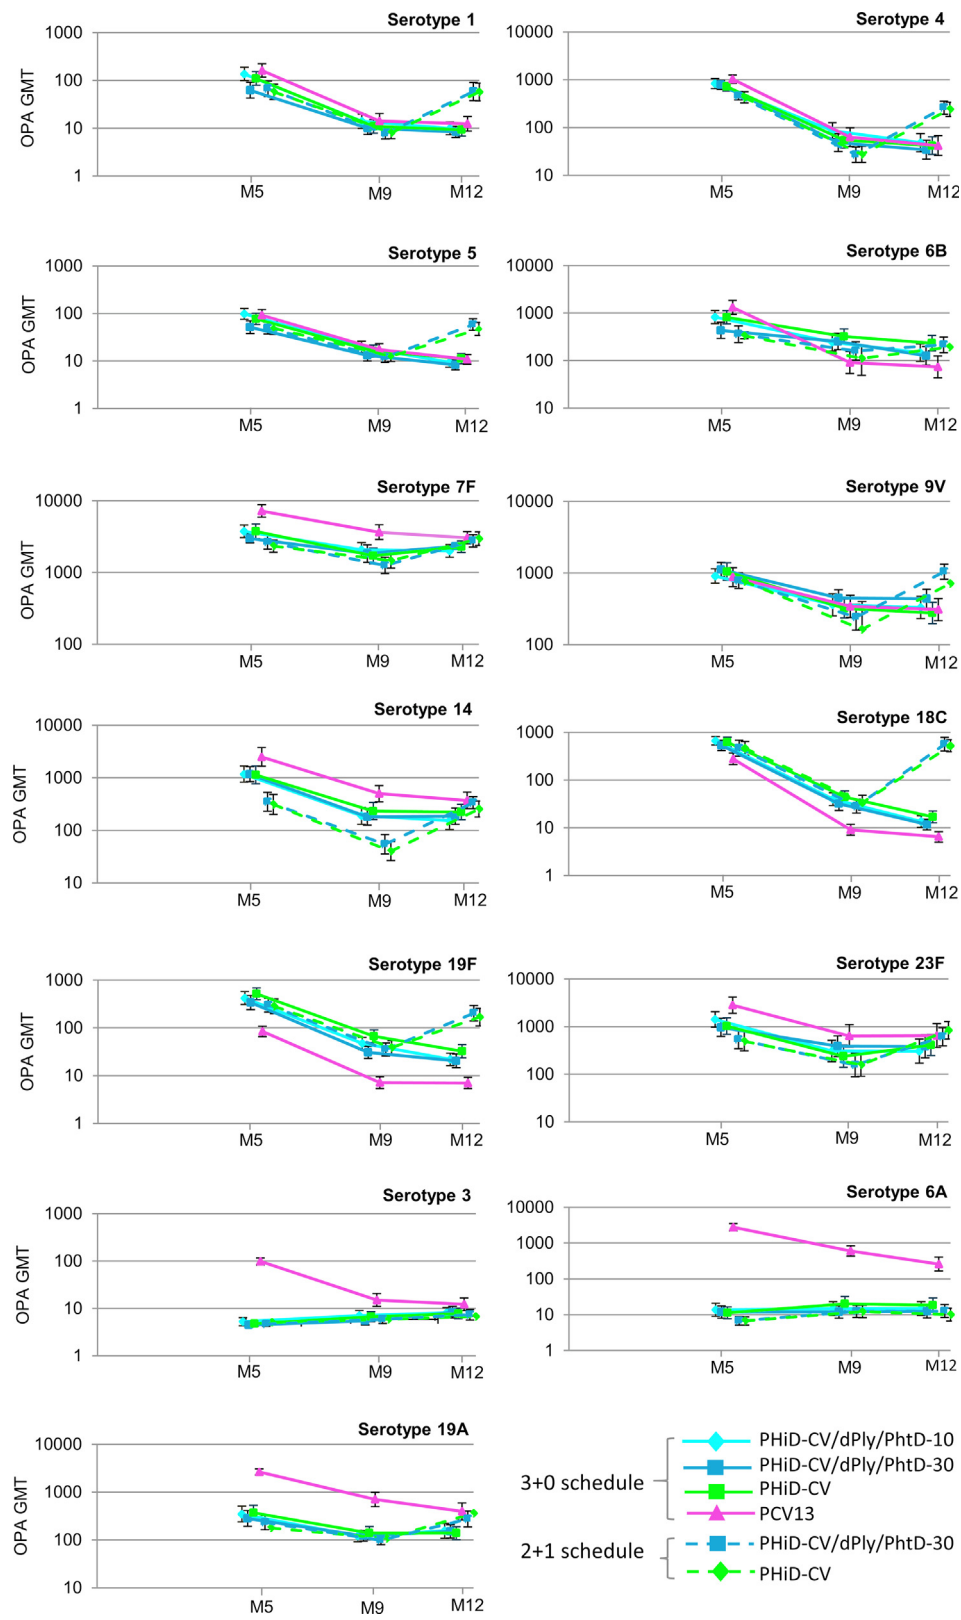 Serotype 1
OPA GMT
1000
100
10
1
M5 M9 M12
Serotype 4
10000
1000
100
10
M5 M9 M12
Serotype 5
OPA GMT
1000
100
10
1
M5 M9 M12
Serotype 6B
10000
1000
100
10
M5 M9 M12
Serotype 7F
OPA GMT
10000
1000
100
M5 M9 M12
Serotype 9V
10000
1000
100
M5 M9 M12
Serotype 14
OPA GMT
10000
1000
100
10
M5 M9 M12
Serotype 18C
1000
100
10
1
M5 M9 M12
Serotype 19F
OPA GMT
1000
100
10
1
M5 M9 M12
Serotype 23F
10000
1000
100
10
M5 M9 M12
Serotype 3
OPA GMT
1000
100
10
1
M5 M9 M12
Serotype 6A
10000
1000
100
10
1
M5 M9 M12
Serotype 19A
OPA GMT
10000
1000
100
10
M5 M9 M12
3+0 schedule
PHiD-CV/dPly/PhtD-10
PHiD-CV/dPly/PhtD-30
PHiD-CV
PCV13
2+1 schedule
PHiD-CV/dPly/PhtD-30
PHiD-CV